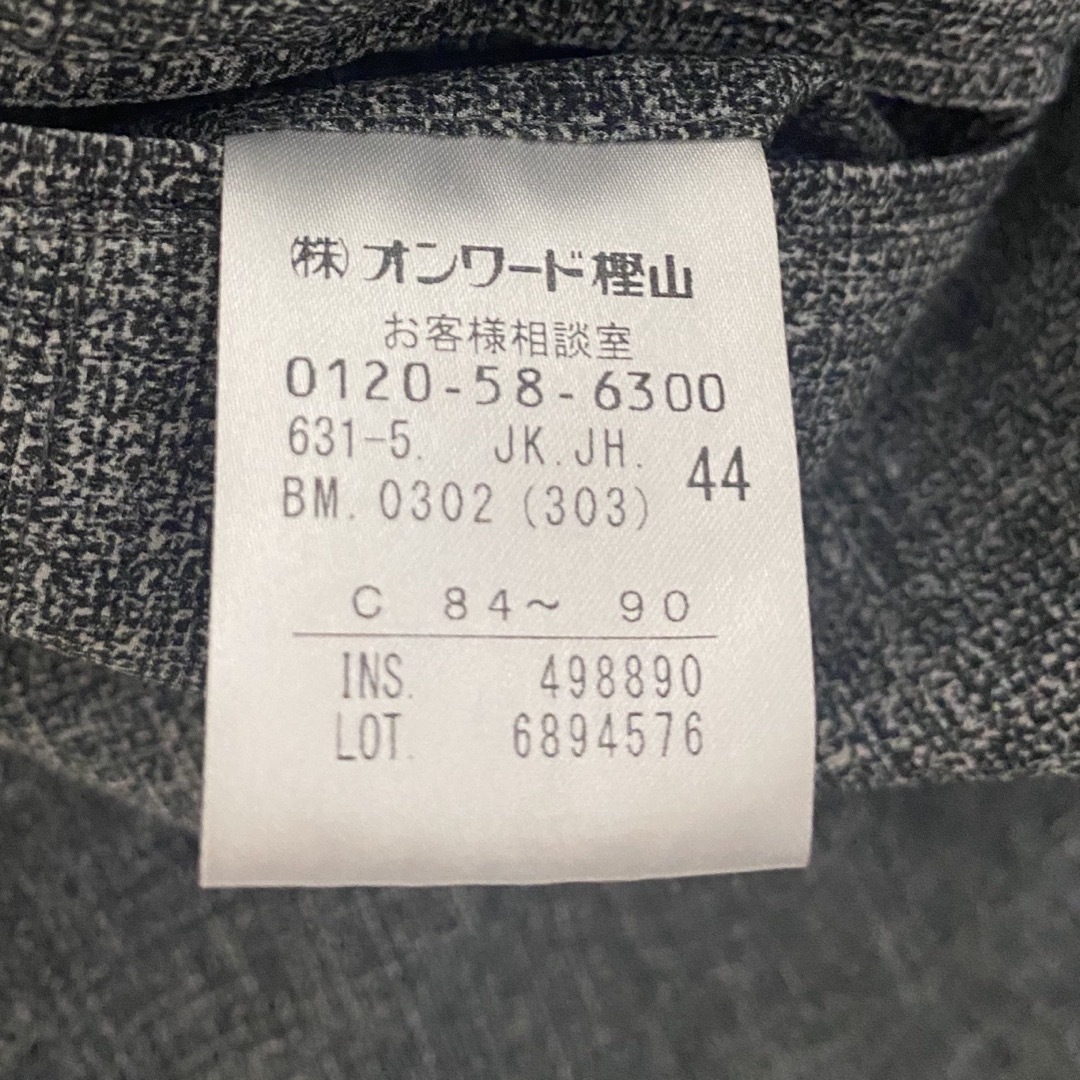 (株)オンワード樫山
お客様相談室
0120-58-6300
631-5. JK.JH. 44
BM. 0302 (303)
C 84～ 90
INS. 498890
LOT. 6894576